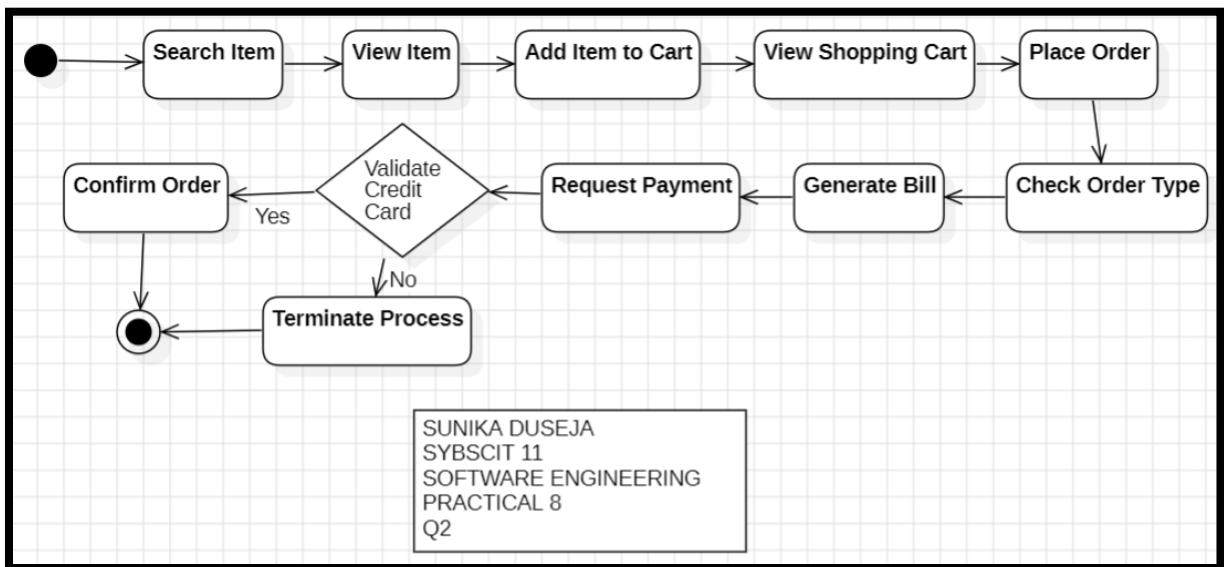 Search Item
View Item
Add Item to Cart
View Shopping Cart
Place Order
Confirm Order
Validate
Credit
Card
Request Payment
Generate Bill
Check Order Type
Yes
No
Terminate Process
SUNIKA DUSEJA
SYBSCIT 11
SOFTWARE ENGINEERING
PRACTICAL 8
Q2